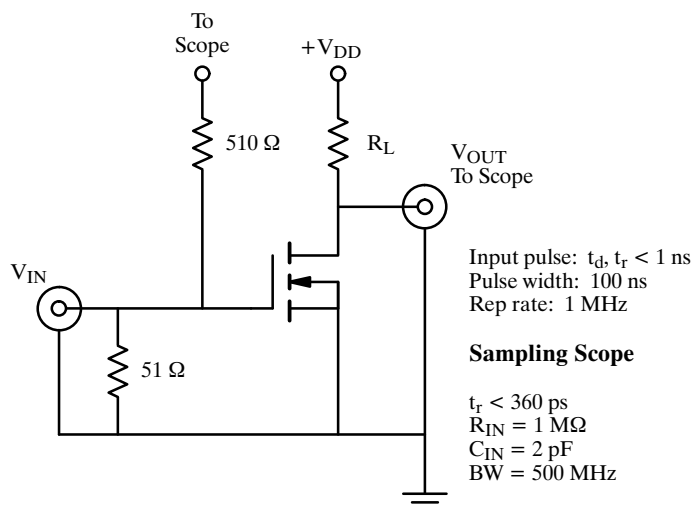 To
Scope
+VDD
510 Ω
RL
VOUT
To Scope
VIN
51 Ω
Input pulse: td, tr < 1 ns
Pulse width: 100 ns
Rep rate: 1 MHz
Sampling Scope
tr < 360 ps
RIN = 1 MΩ
CIN = 2 pF
BW = 500 MHz